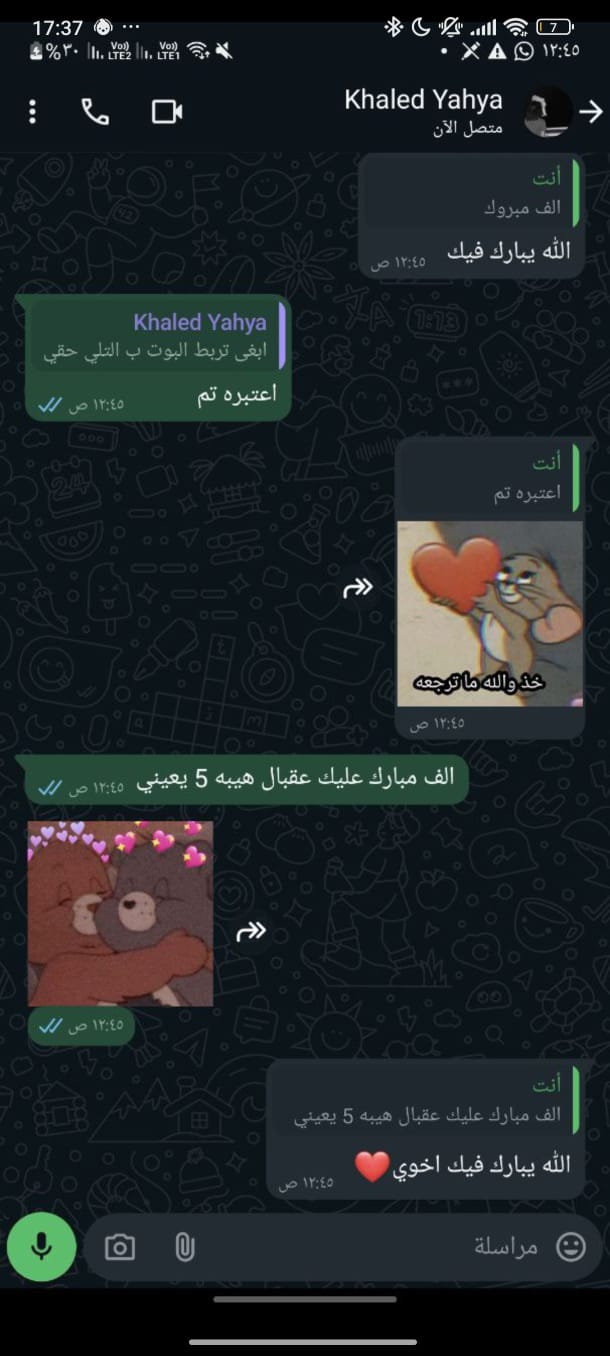 17:37
7
%٣٠
Vo)) LTE2
Vo)) LTE1
١٢:٤٥
Khaled Yahya
متصل الآن
أنت
الف مبروك
الله يبارك فيك
١٢:٤٥ ص
Khaled Yahya
ابغى تربط البوت ب التلي حقي
اعتبره تم
١٢:٤٥ ص
أنت
اعتبره تم
خذ والله ما ترجعه
١٢:٤٥ ص
الف مبارك عليك عقبال هيبه 5 يعيني
١٢:٤٥ ص
١٢:٤٥ ص
أنت
الف مبارك عليك عقبال هيبه 5 يعيني
الله يبارك فيك اخوي❤️
١٢:٤٥ ص
مراسلة